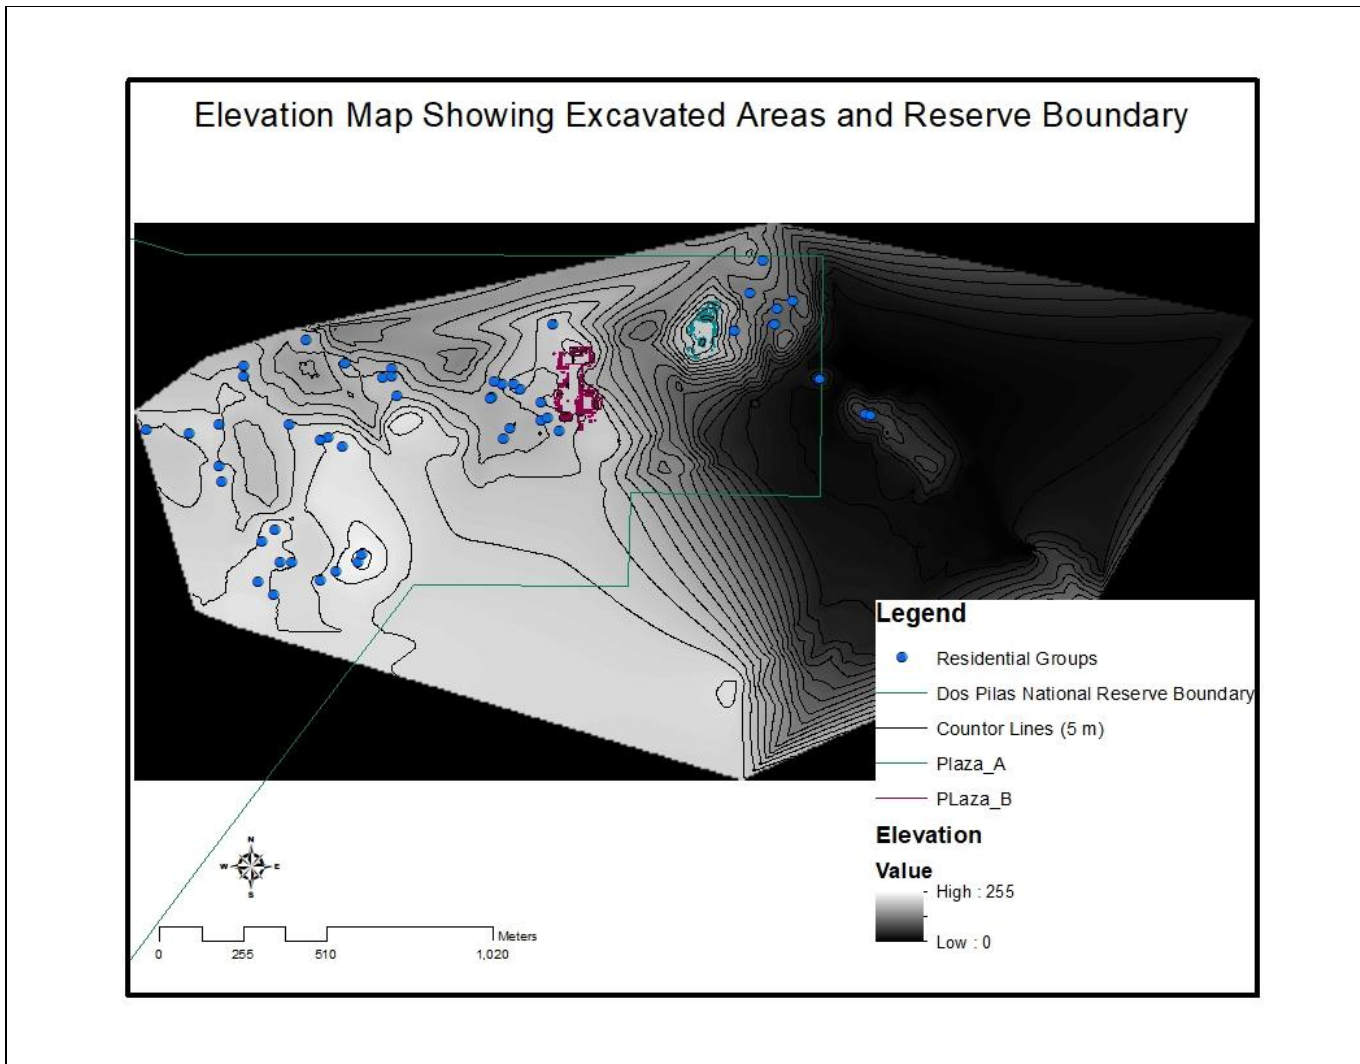 Elevation Map Showing Excavated Areas and Reserve Boundary
Legend
Residential Groups
Dos Pilas National Reserve Boundary
Countor Lines (5 m)
Plaza_A
PLaza_B
Elevation
Value
High : 255
Low : 0
N
W E
S
Meters
0 255 510 1,020